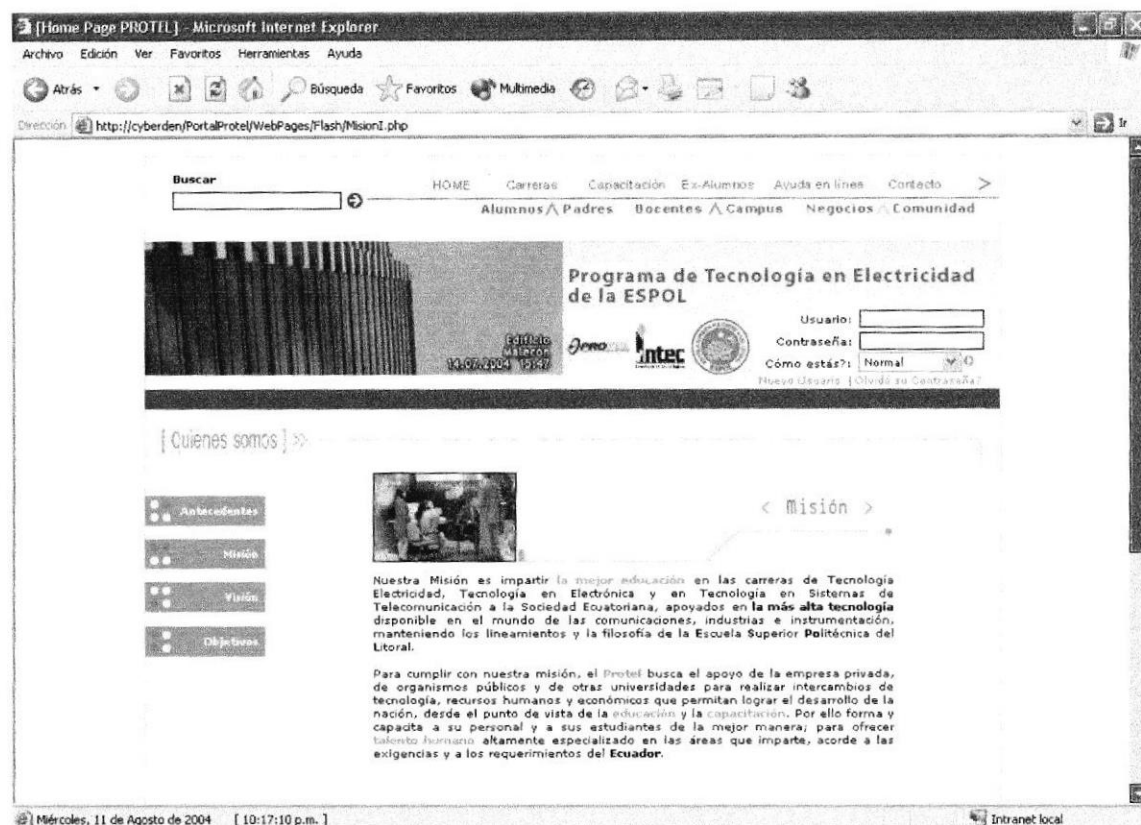 [Home Page PROTEL] - Microsoft Internet Explorer
Archivo Edición Ver Favoritos Herramientas Ayuda
Atrás Búsqueda Favoritos Multimedia
Dirección http://cyberden/PortalProtel/WebPages/Flash/MisionI.php Ir
Buscar
HOME Carreras Capacitación Ex-Alumnos Ayuda en línea Contacto >
Alumnos Padres Docentes Campus Negocios Comunidad
Programa de Tecnología en Electricidad
de la ESPOL
Edificio
Malecon
14.07.2004 15:47
intec
ESPOL
Usuario:
Contraseña:
Cómo estás?: Normal
Nuevo Usuario | Olvidó su Contraseña?
[ Quienes somos ] >>
Antecedentes
Misión
Visión
Objetivos
< Misión >
Nuestra Misión es impartir la mejor educación en las carreras de Tecnología
Electricidad, Tecnología en Electrónica y en Tecnología en Sistemas de
Telecomunicación a la Sociedad Ecuatoriana, apoyados en la más alta tecnología
disponible en el mundo de las comunicaciones, industrias e instrumentación,
manteniendo los lineamientos y la filosofía de la Escuela Superior Politécnica del
Litoral.
Para cumplir con nuestra misión, el Protel busca el apoyo de la empresa privada,
de organismos públicos y de otras universidades para realizar intercambios de
tecnología, recursos humanos y económicos que permitan lograr el desarrollo de la
nación, desde el punto de vista de la educación y la capacitación. Por ello forma y
capacita a su personal y a sus estudiantes de la mejor manera; para ofrecer
talento humano altamente especializado en las áreas que imparte, acorde a las
exigencias y a los requerimientos del Ecuador.
Miércoles, 11 de Agosto de 2004 [ 10:17:10 p.m. ] Intranet local